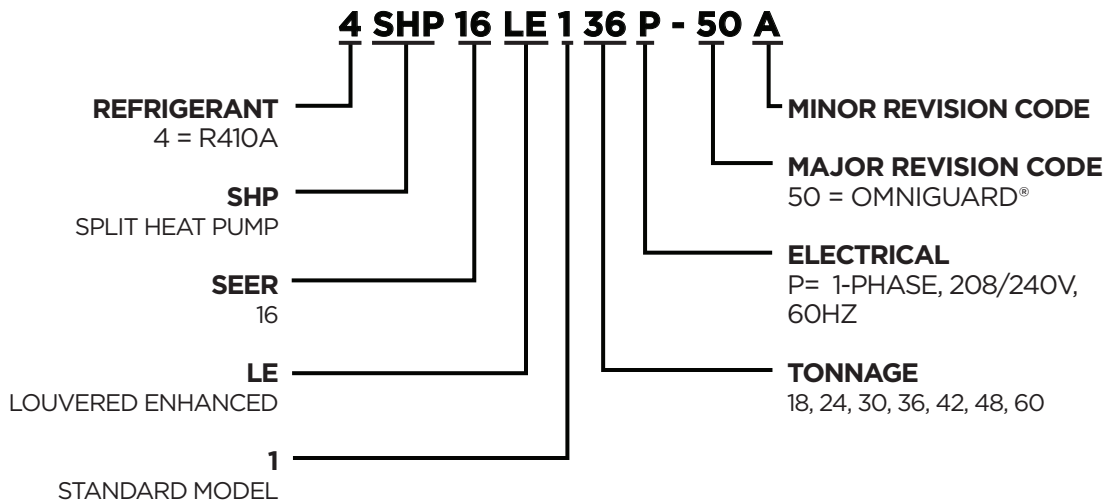 4 SHP 16 LE 1 36 P - 50 A
REFRIGERANT
4 = R410A
SHP
SPLIT HEAT PUMP
SEER
16
LE
LOUVERED ENHANCED
1
STANDARD MODEL
MINOR REVISION CODE
MAJOR REVISION CODE
50 = OMNIGUARD®
ELECTRICAL
P= 1-PHASE, 208/240V,
60HZ
TONNAGE
18, 24, 30, 36, 42, 48, 60